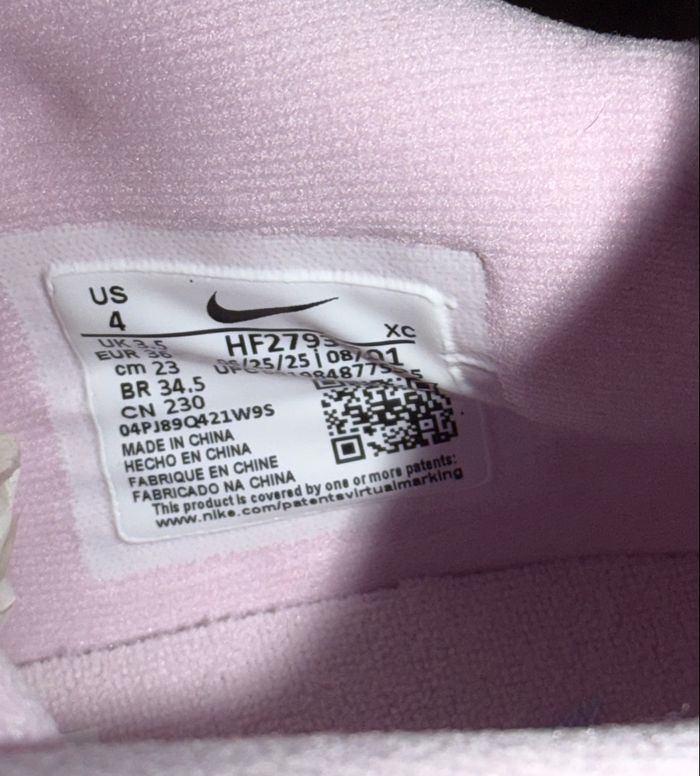 US
4
XC
UK 3.5
EUR 36
cm 23
BR 34.5
CN 230
04PJ89Q421W9S
MADE IN CHINA
HECHO EN CHINA
FABRIQUE EN CHINE
FABRICADO NA CHINA
This product is covered by one or more patents:
www.nike.com/patentsvirtualmarking